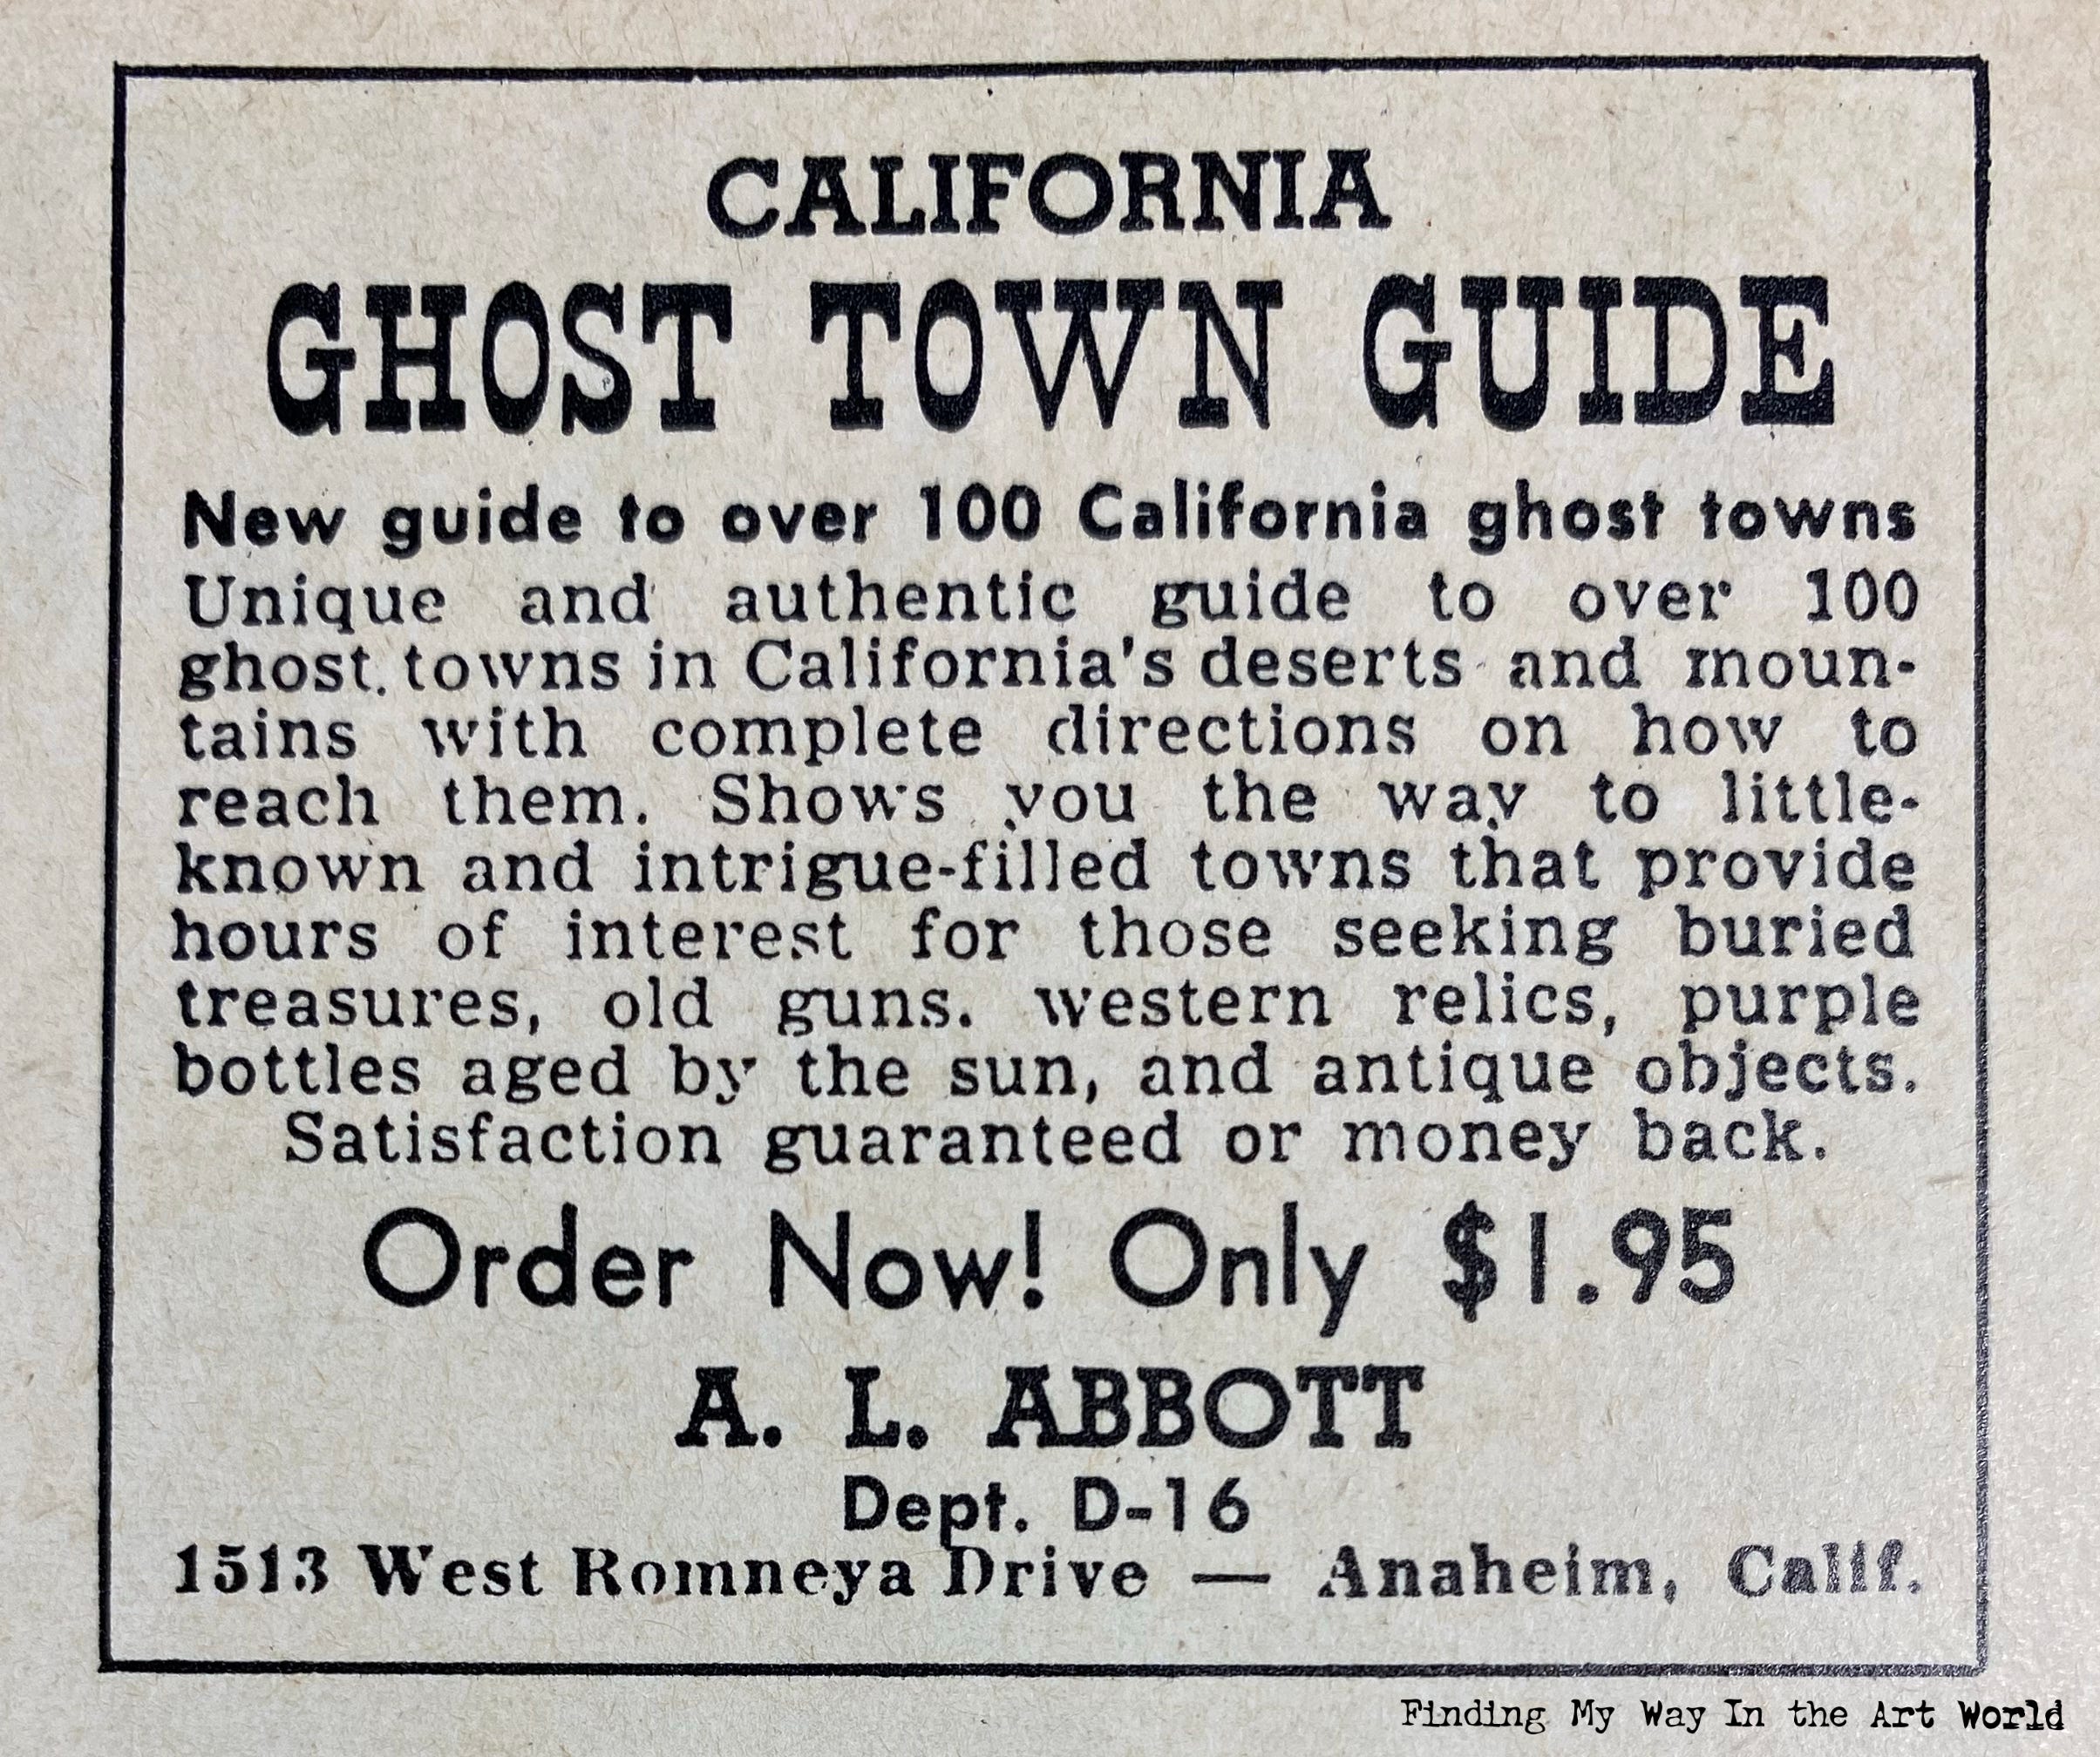 CALIFORNIA
GHOST TOWN GUIDE
New guide to over 100 California ghost towns
Unique and authentic guide to over 100
ghost towns in California's deserts and moun-
tains with complete directions on how to
reach them. Shows you the way to little-
known and intrigue-filled towns that provide
hours of interest for those seeking buried
treasures, old guns. western relics, purple
bottles aged by the sun, and antique objects.
Satisfaction guaranteed or money back.
Order Now! Only $1.95
A. L. ABBOTT
Dept. D-16
1513 West Romneya Drive — Anaheim, Calif.
Finding My Way In the Art World